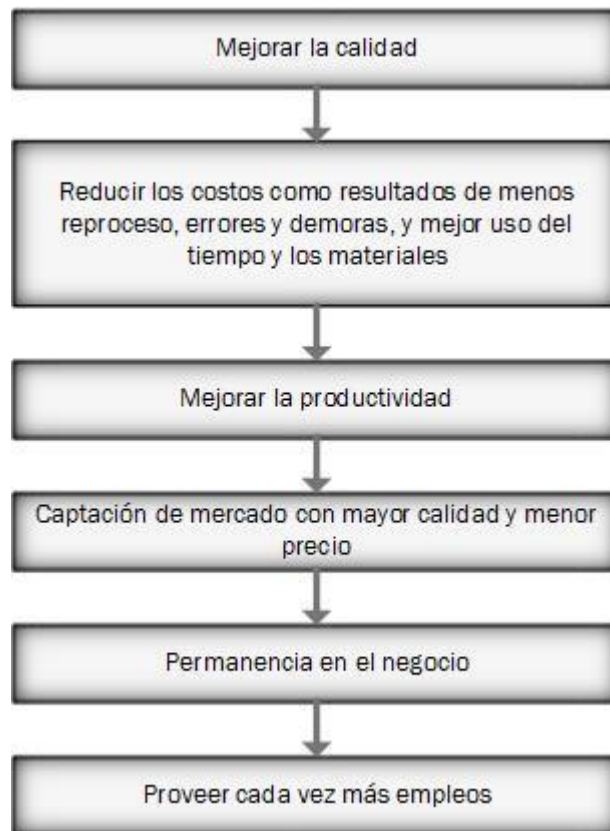 Mejorar la calidad
Reducir los costos como resultados de menos
reproceso, errores y demoras, y mejor uso del
tiempo y los materiales
Mejorar la productividad
Captación de mercado con mayor calidad y menor
precio
Permanencia en el negocio
Proveer cada vez más empleos